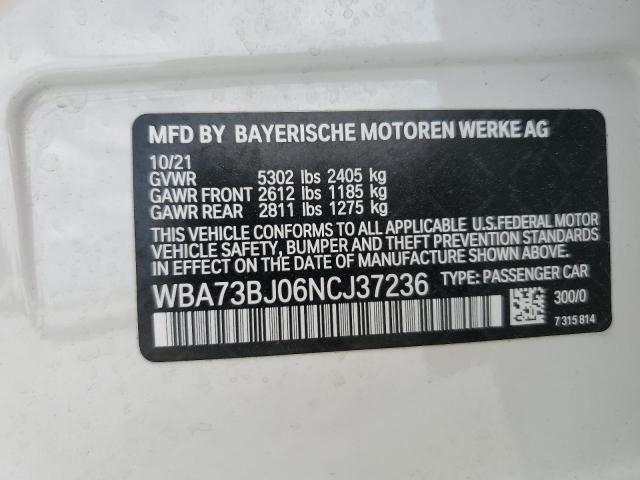 MFD BY BAYERISCHE MOTOREN WERKE AG
10/21
GVWR 5302 lbs 2405 kg
GAWR FRONT 2612 lbs 1185 kg
GAWR REAR 2811 lbs 1275 kg
THIS VEHICLE CONFORMS TO ALL APPLICABLE U.S.FEDERAL MOTOR
VEHICLE SAFETY, BUMPER AND THEFT PREVENTION STANDARDS
IN EFFECT ON THE DATE OF MANUFACTURE SHOWN ABOVE.
WBA73BJ06NCJ37236 TYPE: PASSENGER CAR
300/0
7 315 814